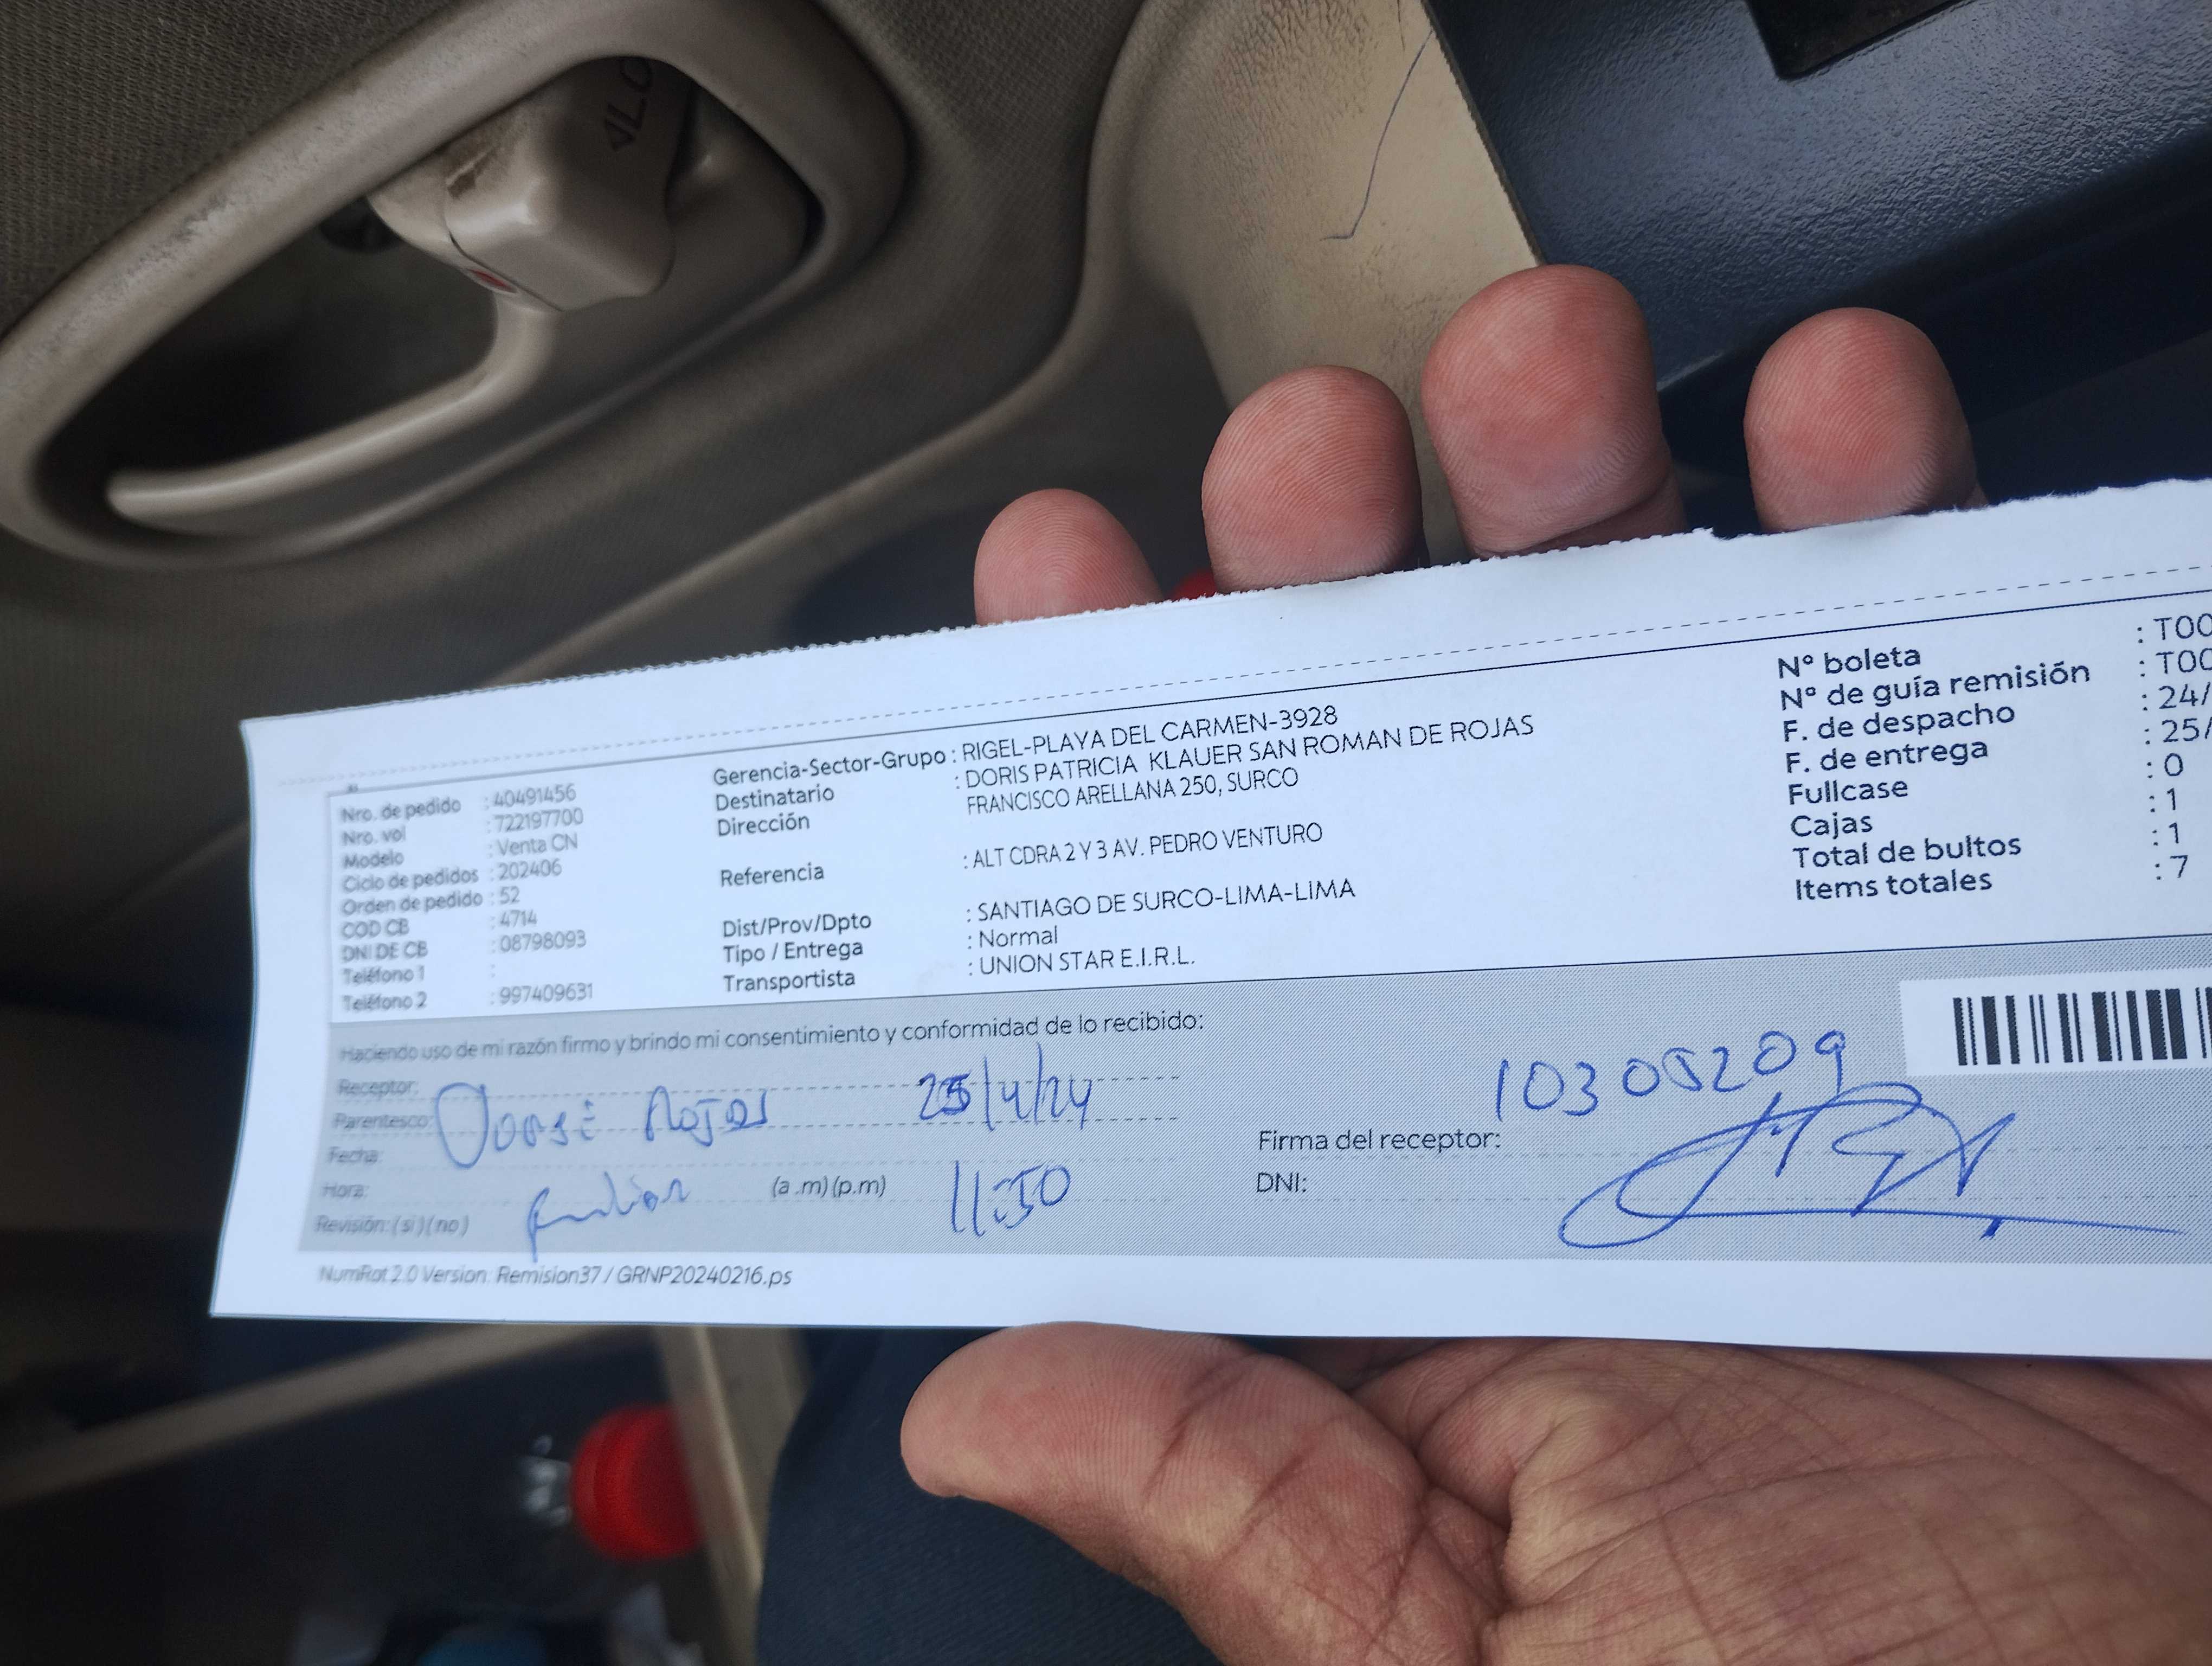 Nro. de pedido : 40491456
Nro. vol : 722197700
Modelo : Venta CN
Ciclo de pedidos : 202406
Orden de pedido : 52
COD CB : 4714
DNI DE CB : 08798093
Teléfono 1 :
Teléfono 2 : 997409631
Gerencia-Sector-Grupo : RIGEL-PLAYA DEL CARMEN-3928
Destinatario : DORIS PATRICIA KLAUER SAN ROMAN DE ROJAS
Dirección FRANCISCO ARELLANA 250, SURCO
Referencia : ALT CDRA 2 Y 3 AV. PEDRO VENTURO
Dist/Prov/Dpto : SANTIAGO DE SURCO-LIMA-LIMA
Tipo / Entrega : Normal
Transportista : UNION STAR E.I.R.L.
N° boleta : T00
N° de guía remisión : T00
F. de despacho : 24/
F. de entrega : 25/
Fullcase : 0
Cajas : 1
Total de bultos : 1
Items totales : 7
Haciendo uso de mi razón firmo y brindo mi consentimiento y conformidad de lo recibido:
Receptor:
Parentesco: Rojas 25/4/24
Fecha:
Hora: (a .m) (p.m) 11:50
Revisión: (si) (no)
10305209
Firma del receptor:
DNI:
NumRot 2.0 Version: Remision37 / GRNP20240216.ps